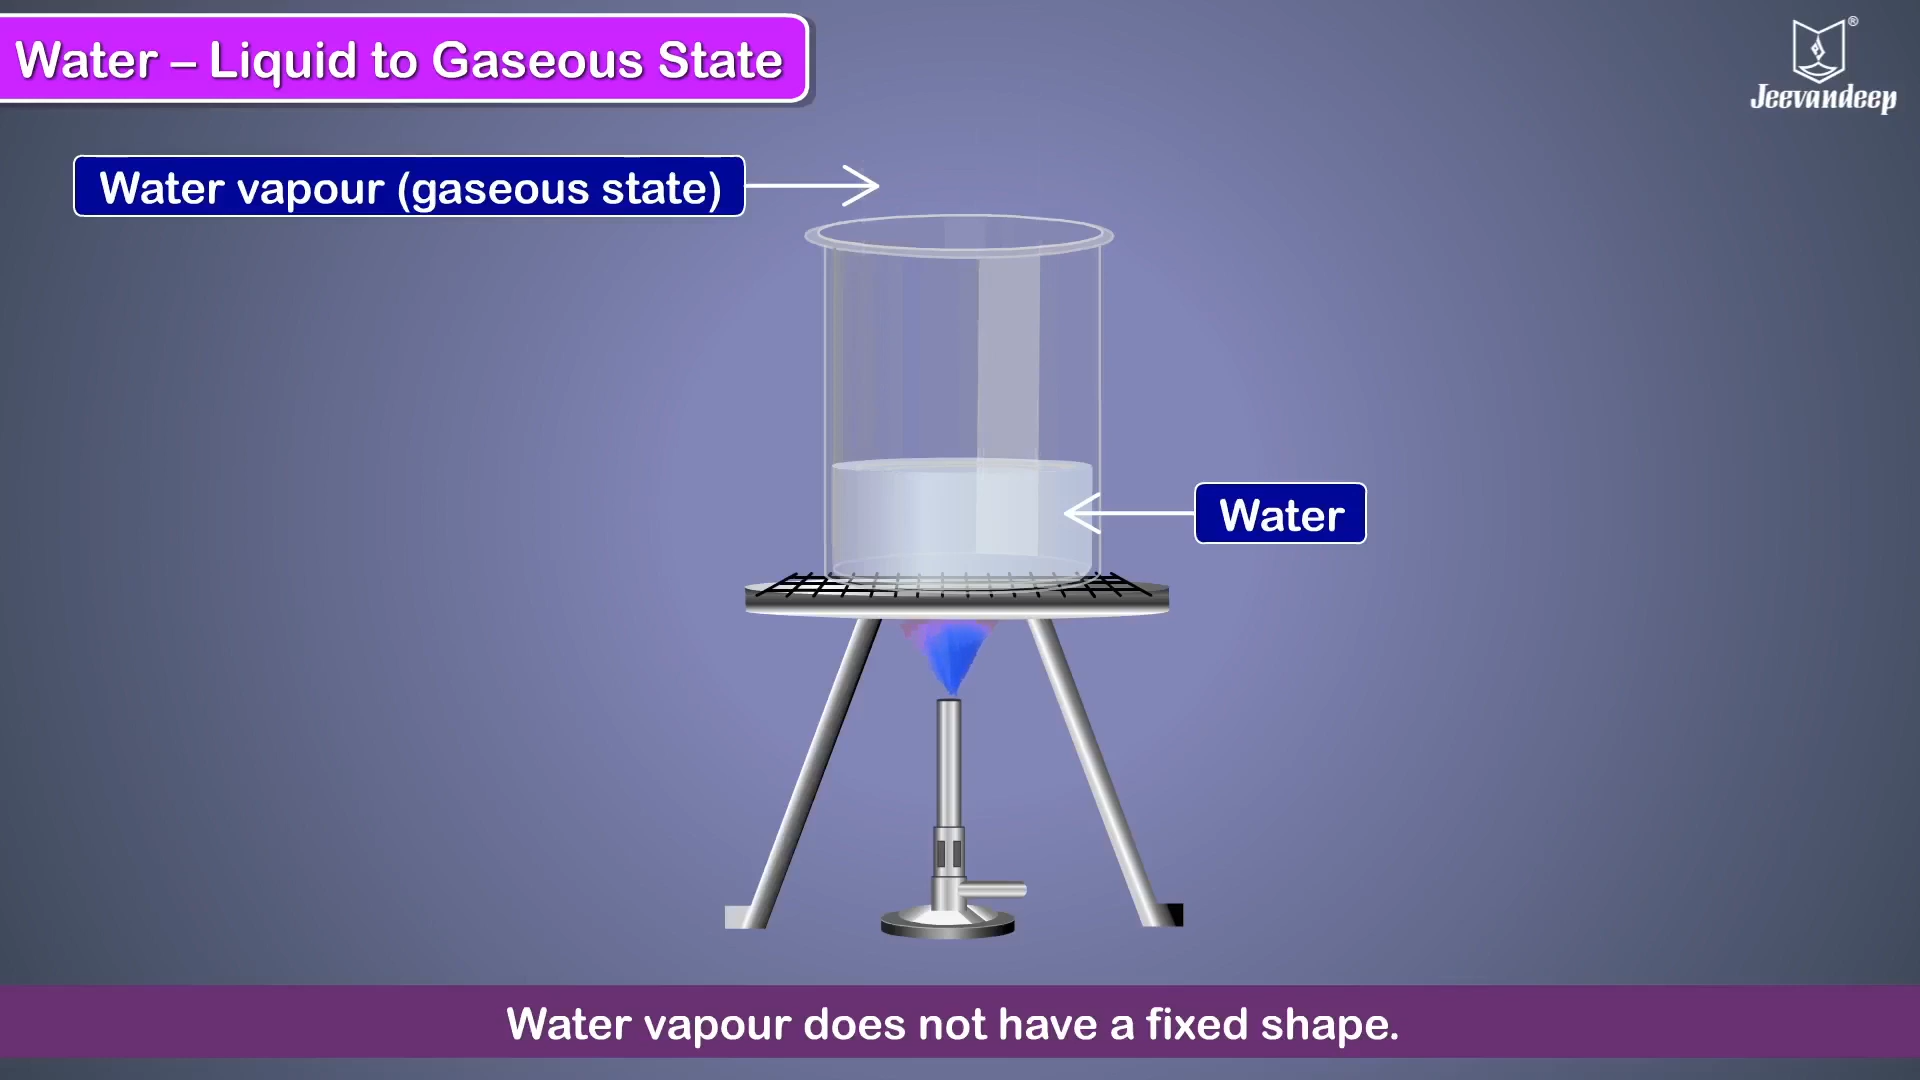 Water – Liquid to Gaseous State
®
Jeevandeep
Water vapour (gaseous state)
Water
Water vapour does not have a fixed shape.